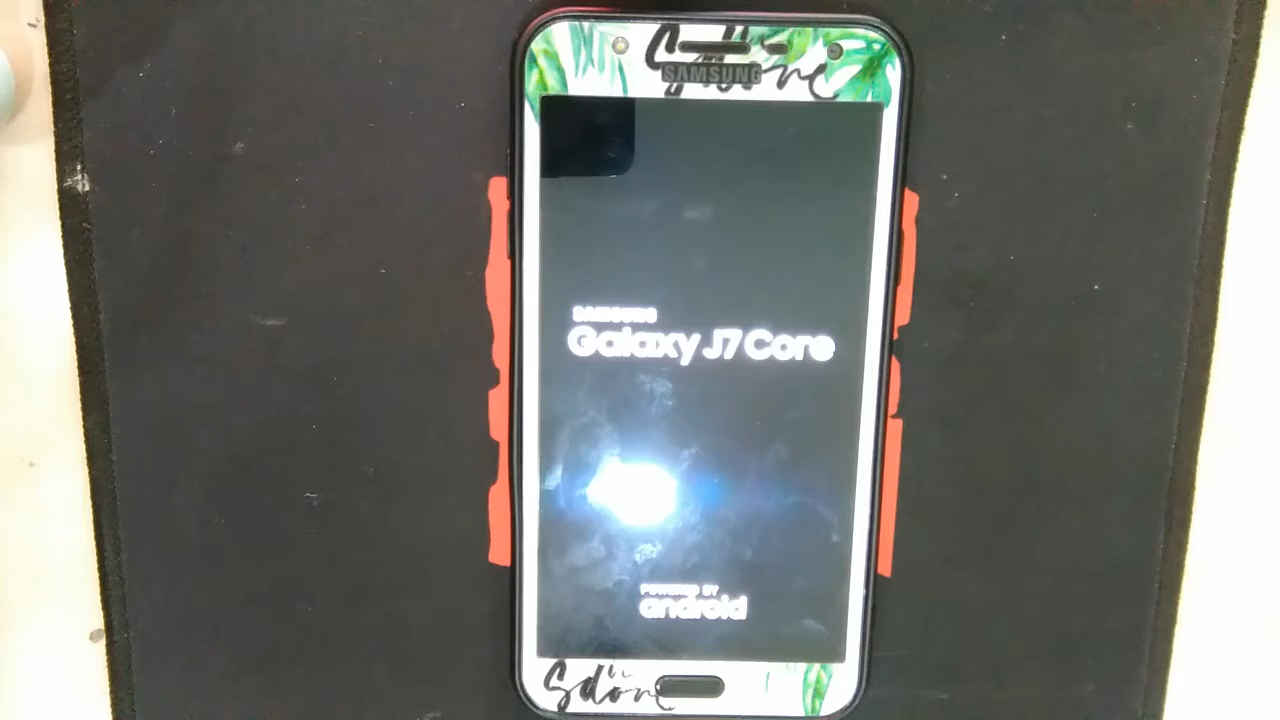 SAMSUNG
SAMSUNG
Galaxy J7 Core
POWERED BY
android